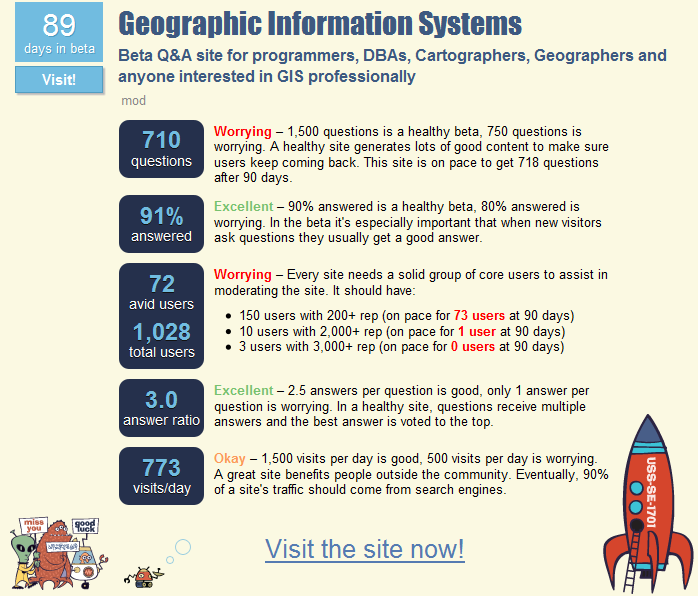 89
days in beta
Visit!
Geographic Information Systems
Beta Q&A site for programmers, DBAs, Cartographers, Geographers and
anyone interested in GIS professionally
mod
710
questions
Worrying – 1,500 questions is a healthy beta, 750 questions is
worrying. A healthy site generates lots of good content to make sure
users keep coming back. This site is on pace to get 718 questions
after 90 days.
91%
answered
Excellent – 90% answered is a healthy beta, 80% answered is
worrying. In the beta it's especially important that when new visitors
ask questions they usually get a good answer.
72
avid users
1,028
total users
Worrying – Every site needs a solid group of core users to assist in
moderating the site. It should have:
• 150 users with 200+ rep (on pace for 73 users at 90 days)
• 10 users with 2,000+ rep (on pace for 1 user at 90 days)
• 3 users with 3,000+ rep (on pace for 0 users at 90 days)
3.0
answer ratio
Excellent – 2.5 answers per question is good, only 1 answer per
question is worrying. In a healthy site, questions receive multiple
answers and the best answer is voted to the top.
773
visits/day
Okay – 1,500 visits per day is good, 500 visits per day is worrying.
A great site benefits people outside the community. Eventually, 90%
of a site's traffic should come from search engines.
USS-SE-1701
miss
you
good
luck
Visit the site now!